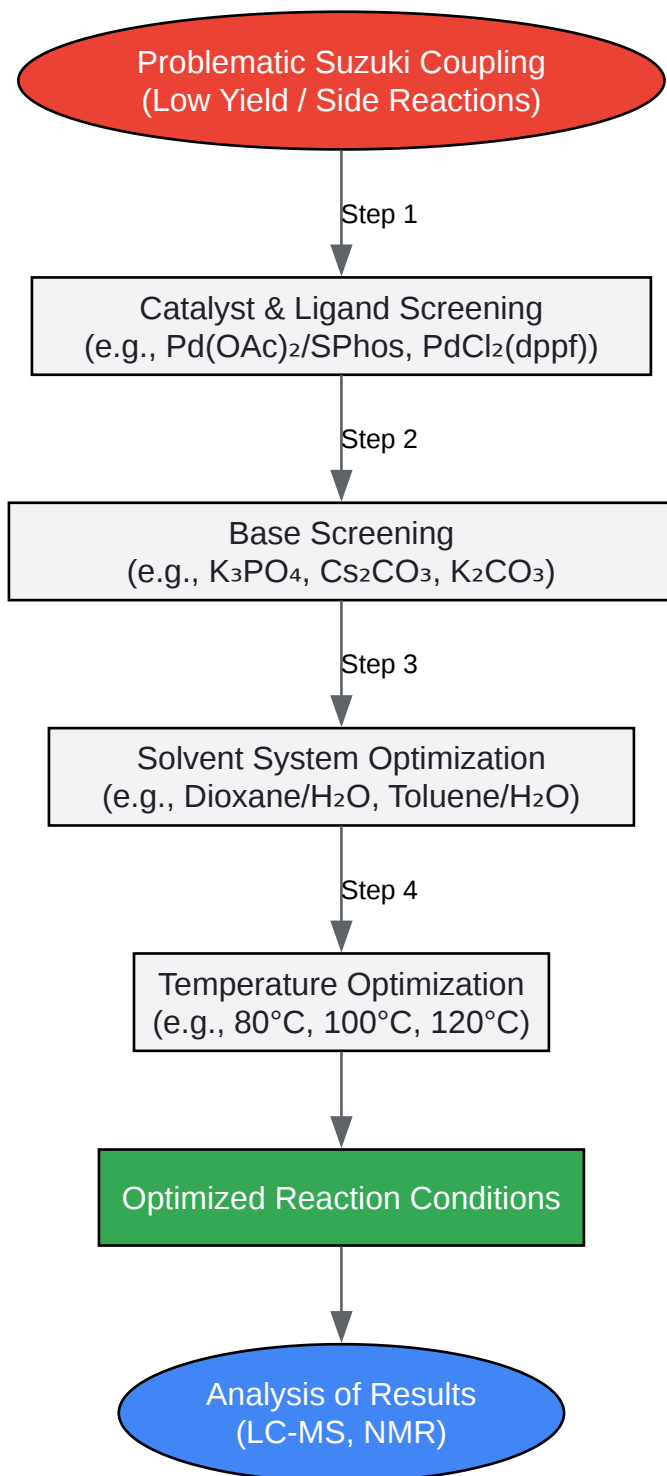 Problematic Suzuki Coupling
(Low Yield / Side Reactions)
Step 1
Catalyst & Ligand Screening
(e.g., Pd(OAc)₂/SPhos, PdCl₂(dppf))
Step 2
Base Screening
(e.g., K₃PO₄, Cs₂CO₃, K₂CO₃)
Step 3
Solvent System Optimization
(e.g., Dioxane/H₂O, Toluene/H₂O)
Step 4
Temperature Optimization
(e.g., 80°C, 100°C, 120°C)
Optimized Reaction Conditions
Analysis of Results
(LC-MS, NMR)